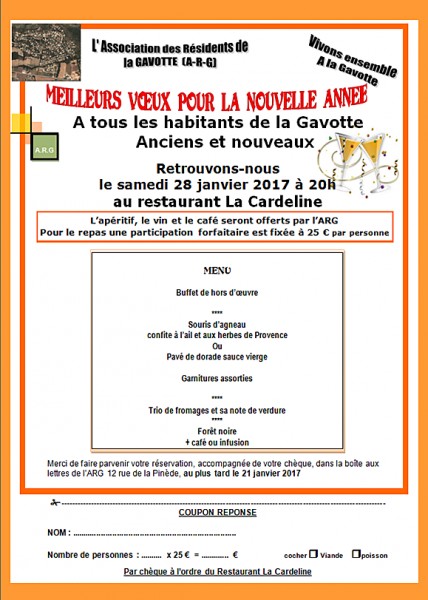 L'Association des Résidents de
la GAVOTTE (A-R-G)
Vivons ensemble
A la Gavotte
MEILLEURS VŒUX POUR LA NOUVELLE ANNEE
A tous les habitants de la Gavotte
Anciens et nouveaux
A.R.G
Retrouvons-nous
le samedi 28 janvier 2017 à 20h
au restaurant La Cardeline
L'apéritif, le vin et le café seront offerts par l'ARG
Pour le repas une participation forfaitaire est fixée à 25 € par personne
MENU
Buffet de hors d'œuvre
****
Souris d'agneau
confite à l'ail et aux herbes de Provence
Ou
Pavé de dorade sauce vierge
Garnitures assorties
****
Trio de fromages et sa note de verdure
****
Forêt noire
+ café ou infusion
Merci de faire parvenir votre réservation, accompagnée de votre chèque, dans la boîte aux
lettres de l'ARG 12 rue de la Pinède, au plus tard le 21 janvier 2017
COUPON REPONSE
NOM : ......................................................................
Nombre de personnes : .......... x 25 € = ............. € cocher ☐ Viande ☐ poisson
Par chèque à l'ordre du Restaurant La Cardeline